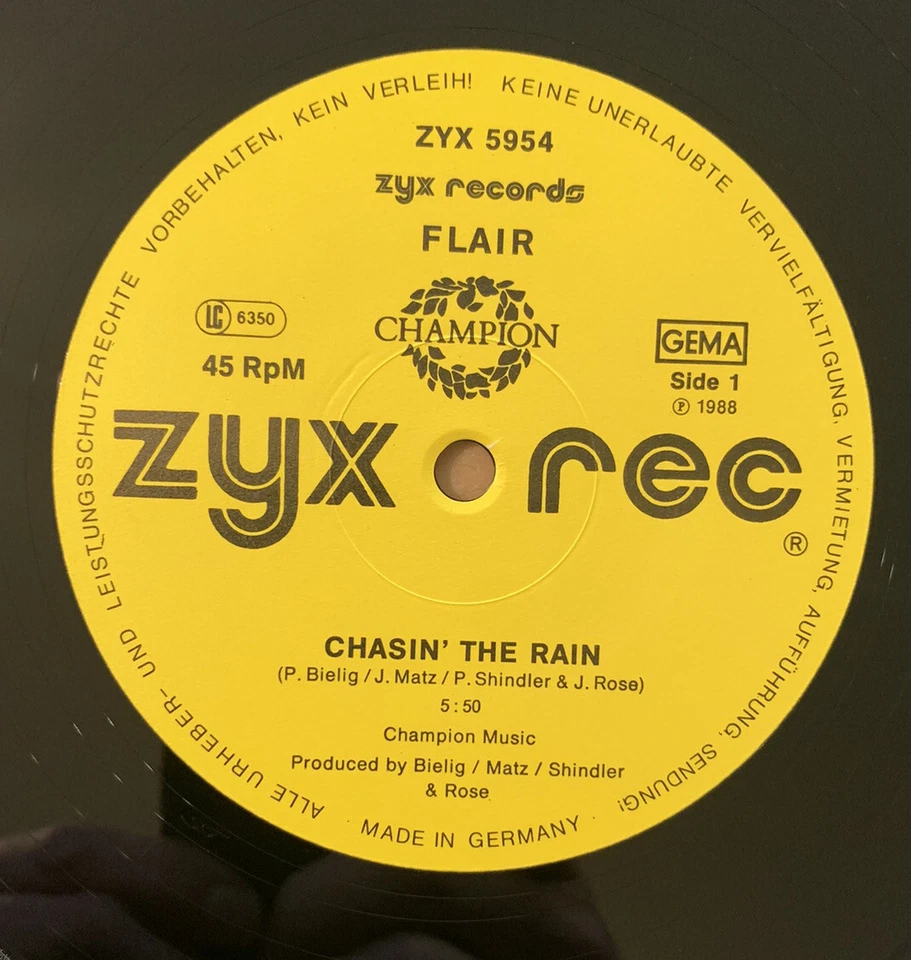 ZYX 5954
zyx records
FLAIR
CHAMPION
LC 6350
45 RpM
GEMA
Side 1
Ⓟ 1988
zyx rec
®
CHASIN' THE RAIN
(P. Bielig / J. Matz / P. Shindler & J. Rose)
5:50
Champion Music
Produced by Bielig / Matz / Shindler
& Rose
ALLE URHEBER- UND LEISTUNGSSCHUTZRECHTE VORBEHALTEN, KEIN VERLEIH! KEINE UNERLAUBTE VERVIELFÄLTIGUNG, VERMIETUNG, AUFFÜHRUNG, SENDUNG!
· MADE IN GERMANY ·